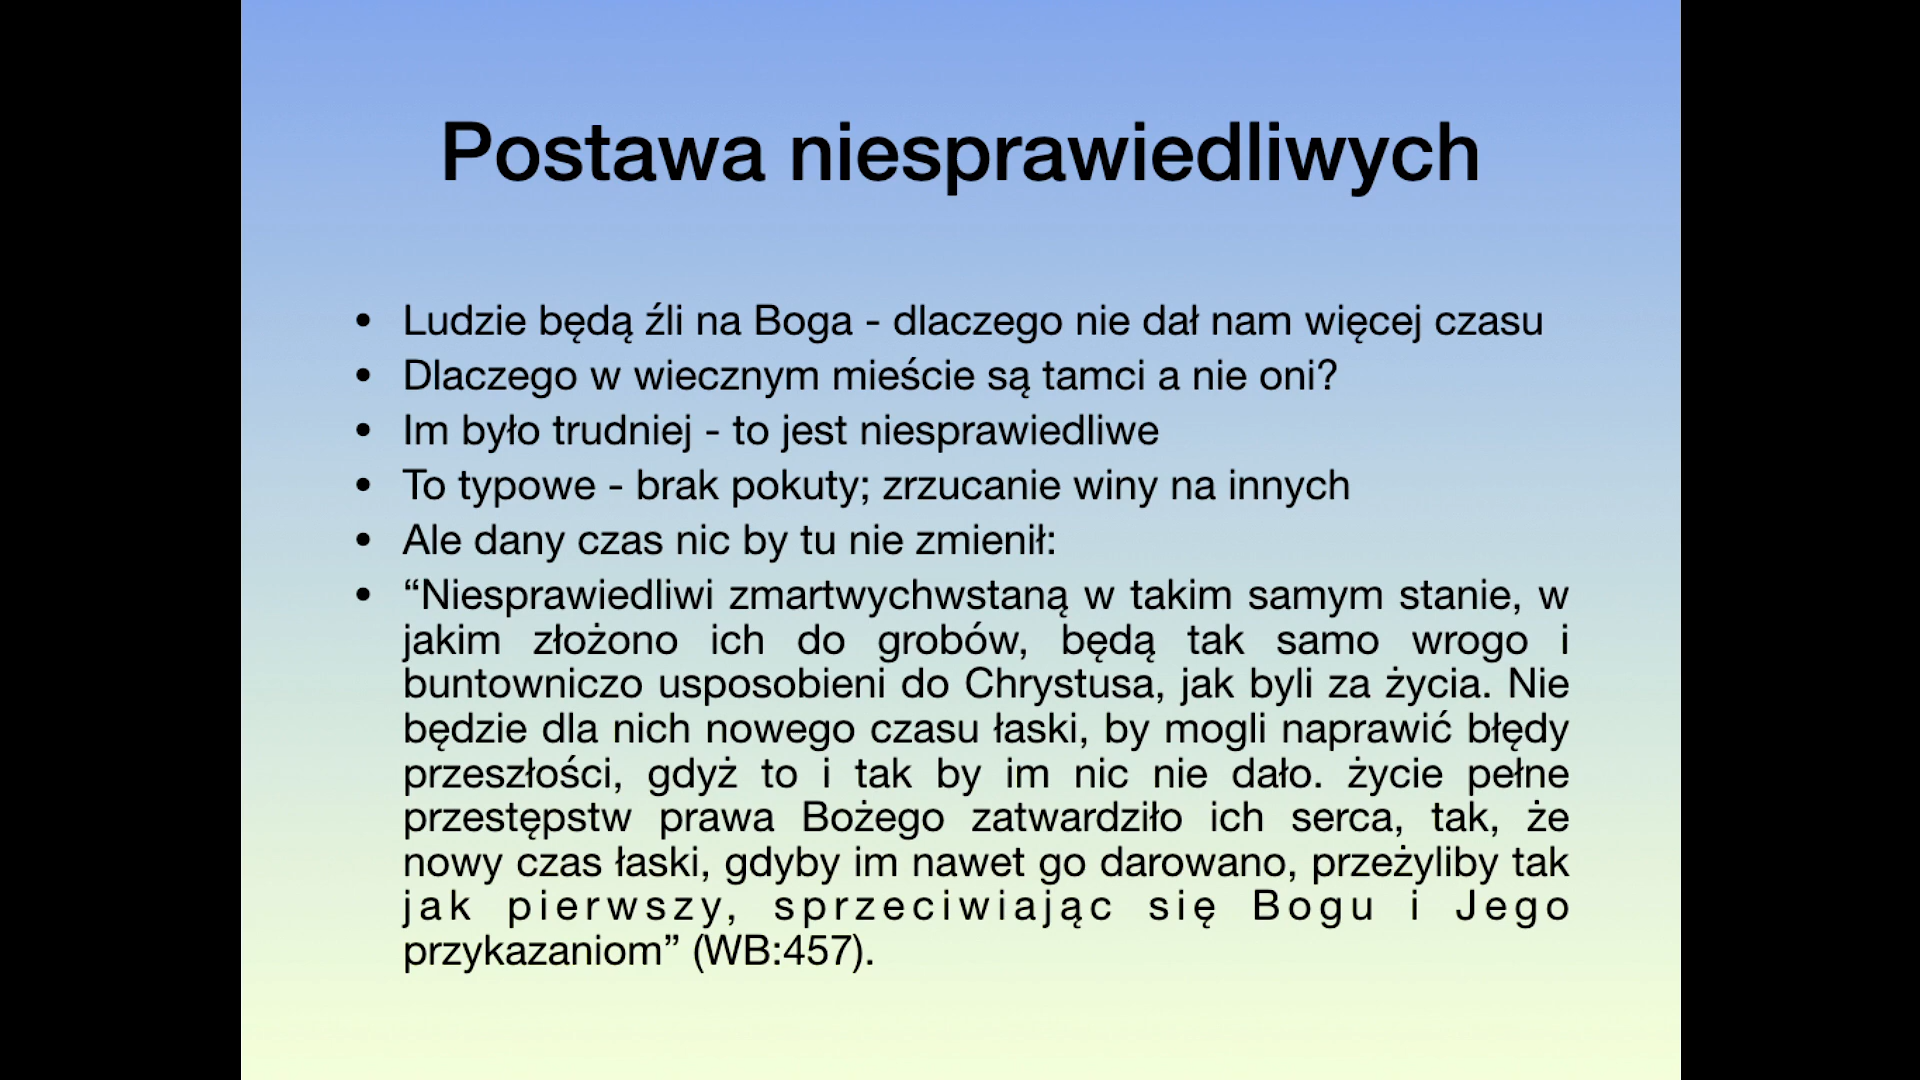 Postawa niesprawiedliwych
• Ludzie będą źli na Boga - dlaczego nie dał nam więcej czasu
• Dlaczego w wiecznym mieście są tamci a nie oni?
• Im było trudniej - to jest niesprawiedliwe
• To typowe - brak pokuty; zrzucanie winy na innych
• Ale dany czas nic by tu nie zmienił:
• “Niesprawiedliwi zmartwychwstaną w takim samym stanie, w
jakim złożono ich do grobów, będą tak samo wrogo i
buntowniczo usposobieni do Chrystusa, jak byli za życia. Nie
będzie dla nich nowego czasu łaski, by mogli naprawić błędy
przeszłości, gdyż to i tak by im nic nie dało. życie pełne
przestępstw prawa Bożego zatwardziło ich serca, tak, że
nowy czas łaski, gdyby im nawet go darowano, przeżyliby tak
jak pierwszy, sprzeciwiając się Bogu i Jego
przykazaniom” (WB:457).